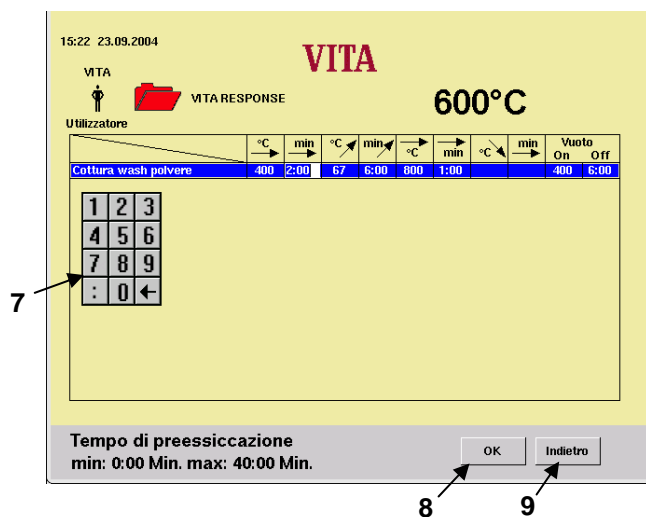 15:22 23.09.2004
VITA
VITA
VITA RESPONSE
600°C
Utilizzatore
°C min °C min °C min °C min Vuoto
On Off
Cottura wash polvere 400 2:00 67 6:00 800 1:00 400 6:00
1 2 3
4 5 6
7 8 9
: 0 ←
7
Tempo di preessiccazione
min: 0:00 Min. max: 40:00 Min.
OK Indietro
8 9